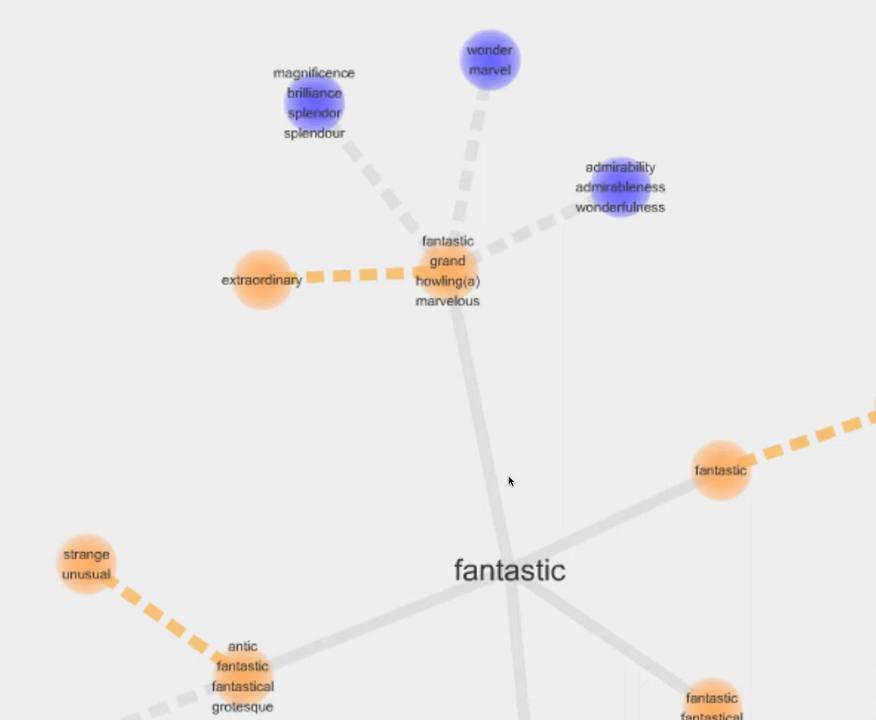 wonder
marvel
magnificence
brilliance
splendor
splendour
admirability
admirableness
wonderfulness
fantastic
grand
howling(a)
marvelous
extraordinary
fantastic
strange
unusual
fantastic
antic
fantastic
fantastical
grotesque
fantastic
fantastical